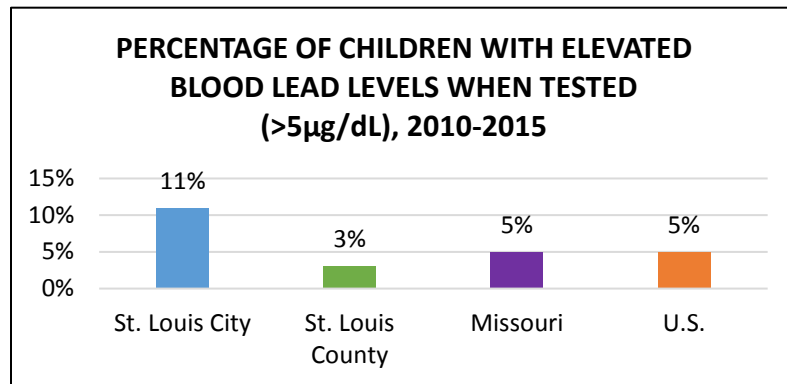 PERCENTAGE OF CHILDREN WITH ELEVATED
BLOOD LEAD LEVELS WHEN TESTED
(>5µg/dL), 2010-2015
15%
10%
5%
0%
11%
3%
5%
5%
St. Louis City
St. Louis
County
Missouri
U.S.